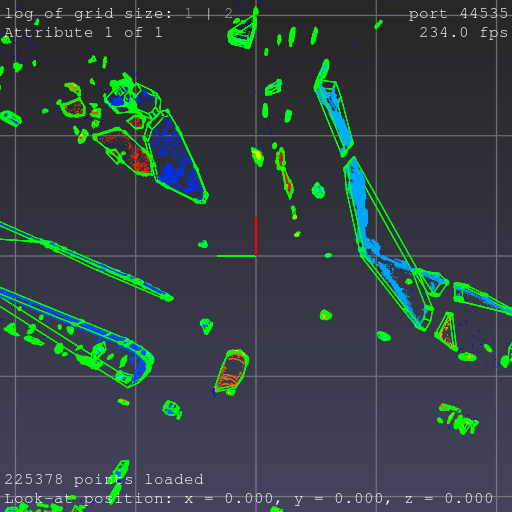 log of grid size: 1 | 2
port 44535
Attribute 1 of 1
234.0 fps
225378 points loaded
Look-at position: x = 0.000, y = 0.000, z = 0.000